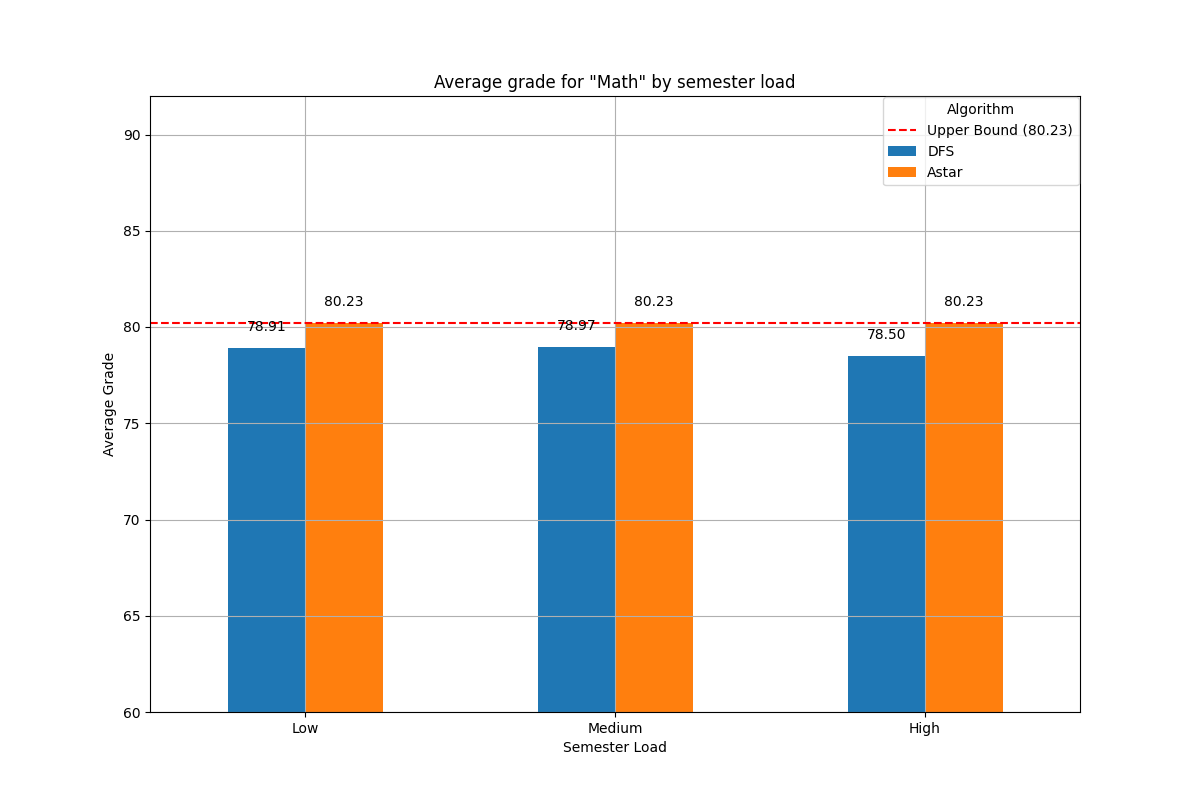 Average grade for "Math" by semester load
Algorithm
Upper Bound (80.23)
DFS
Astar
90
85
80
75
70
65
60
Average Grade
78.91
80.23
78.97
80.23
78.50
80.23
Low
Medium
High
Semester Load